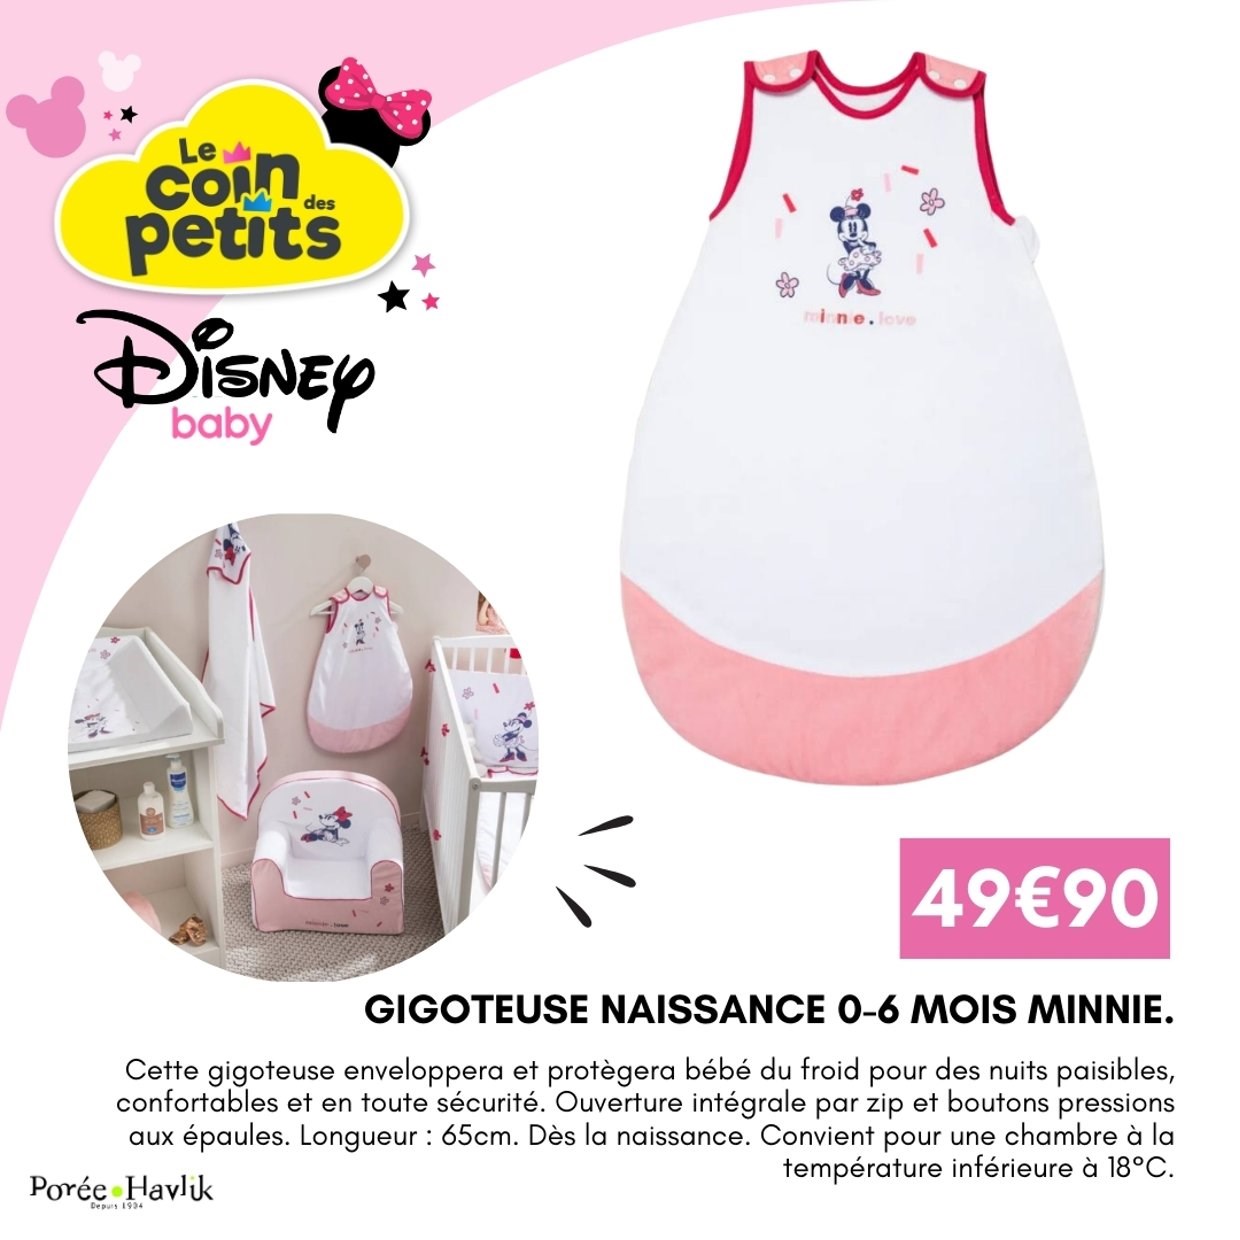 Le
coin
des
petits
Disney
baby
minnie.love
49€90
GIGOTEUSE NAISSANCE 0-6 MOIS MINNIE.
Cette gigoteuse enveloppera et protègera bébé du froid pour des nuits paisibles,
confortables et en toute sécurité. Ouverture intégrale par zip et boutons pressions
aux épaules. Longueur : 65cm. Dès la naissance. Convient pour une chambre à la
température inférieure à 18°C.
Porée•Havlik
Depuis 1934